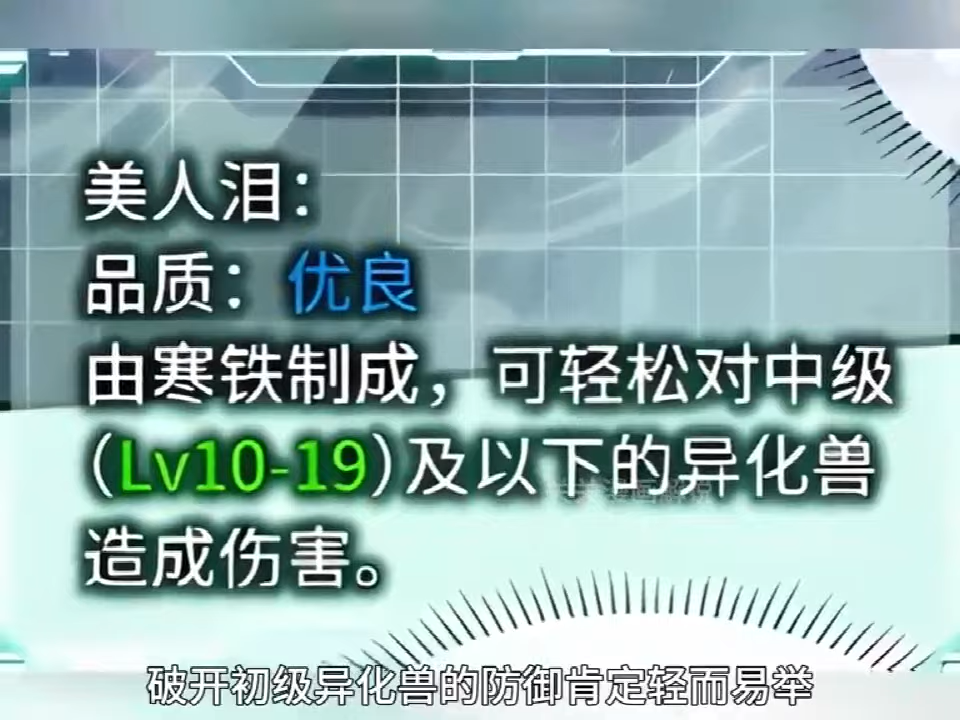 美人泪：
品质：优良
由寒铁制成，可轻松对中级
（Lv10-19）及以下的异化兽
造成伤害。
破开初级异化兽的防御肯定轻而易举